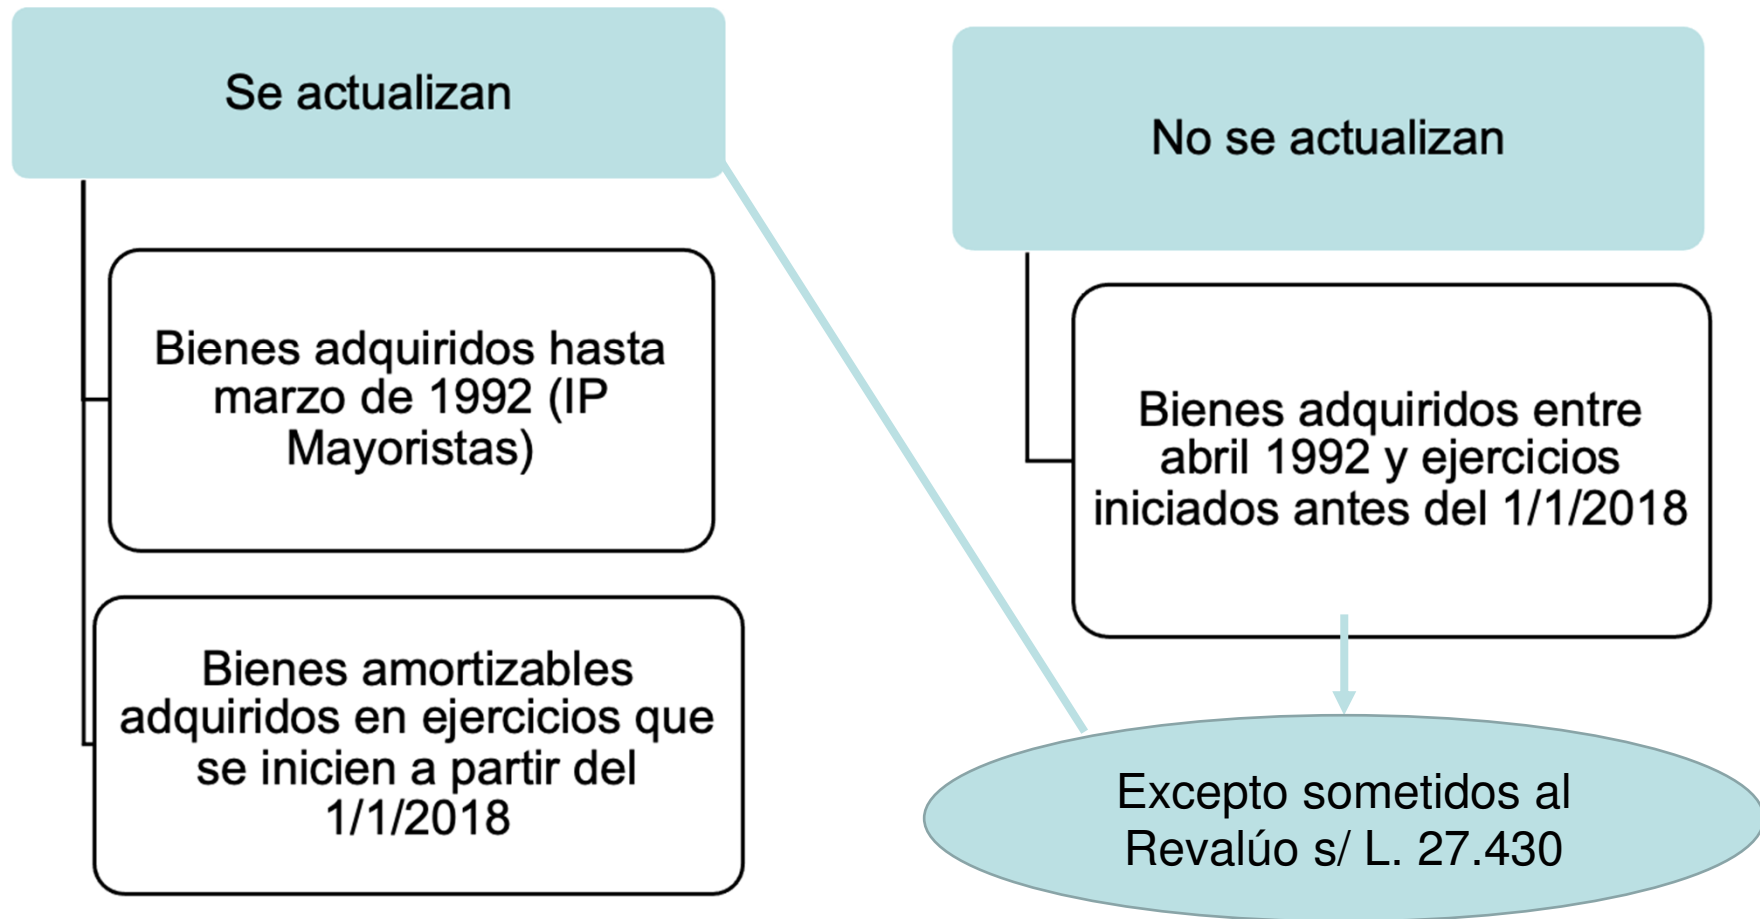 Se actualizan
Bienes adquiridos hasta
marzo de 1992 (IP
Mayoristas)
Bienes amortizables
adquiridos en ejercicios que
se inicien a partir del
1/1/2018
No se actualizan
Bienes adquiridos entre
abril 1992 y ejercicios
iniciados antes del 1/1/2018
Excepto sometidos al
Revalúo s/ L. 27.430